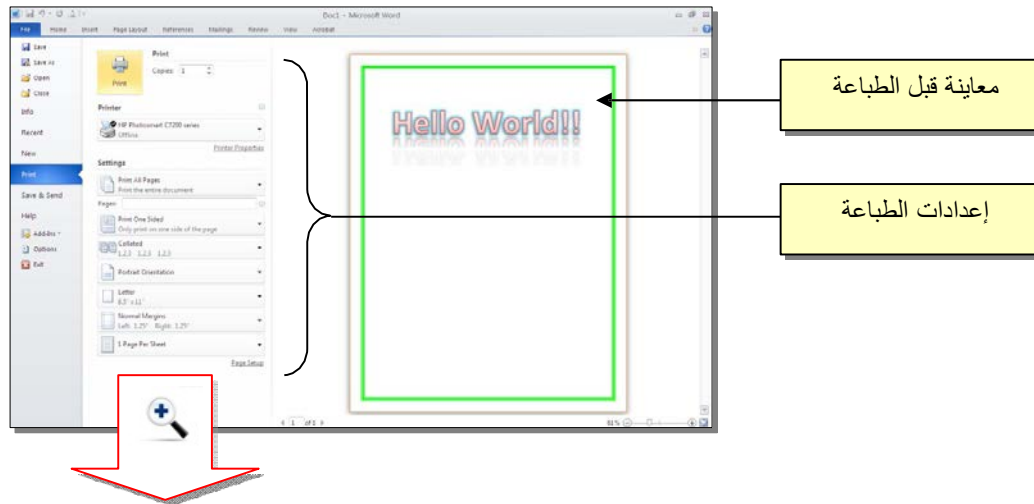 Doc1 - Microsoft Word
File Home Insert Page Layout References Mailings Review View Acrobat
Save
Save As
Open
Close
Info
Recent
New
Print
Save & Send
Help
Add-Ins
Options
Exit
Print
Print
Copies: 1
Printer
HP Photosmart C7200 series
Offline
Printer Properties
Settings
Print All Pages
Print the entire document
Pages:
Print One Sided
Only print on one side of the page
Collated
1,2,3 1,2,3 1,2,3
Portrait Orientation
Letter
8.5" x 11"
Normal Margins
Left: 1.25" Right: 1.25"
1 Page Per Sheet
Page Setup
Hello World!!
1 of 1
61%
معاينة قبل الطباعة
إعدادات الطباعة